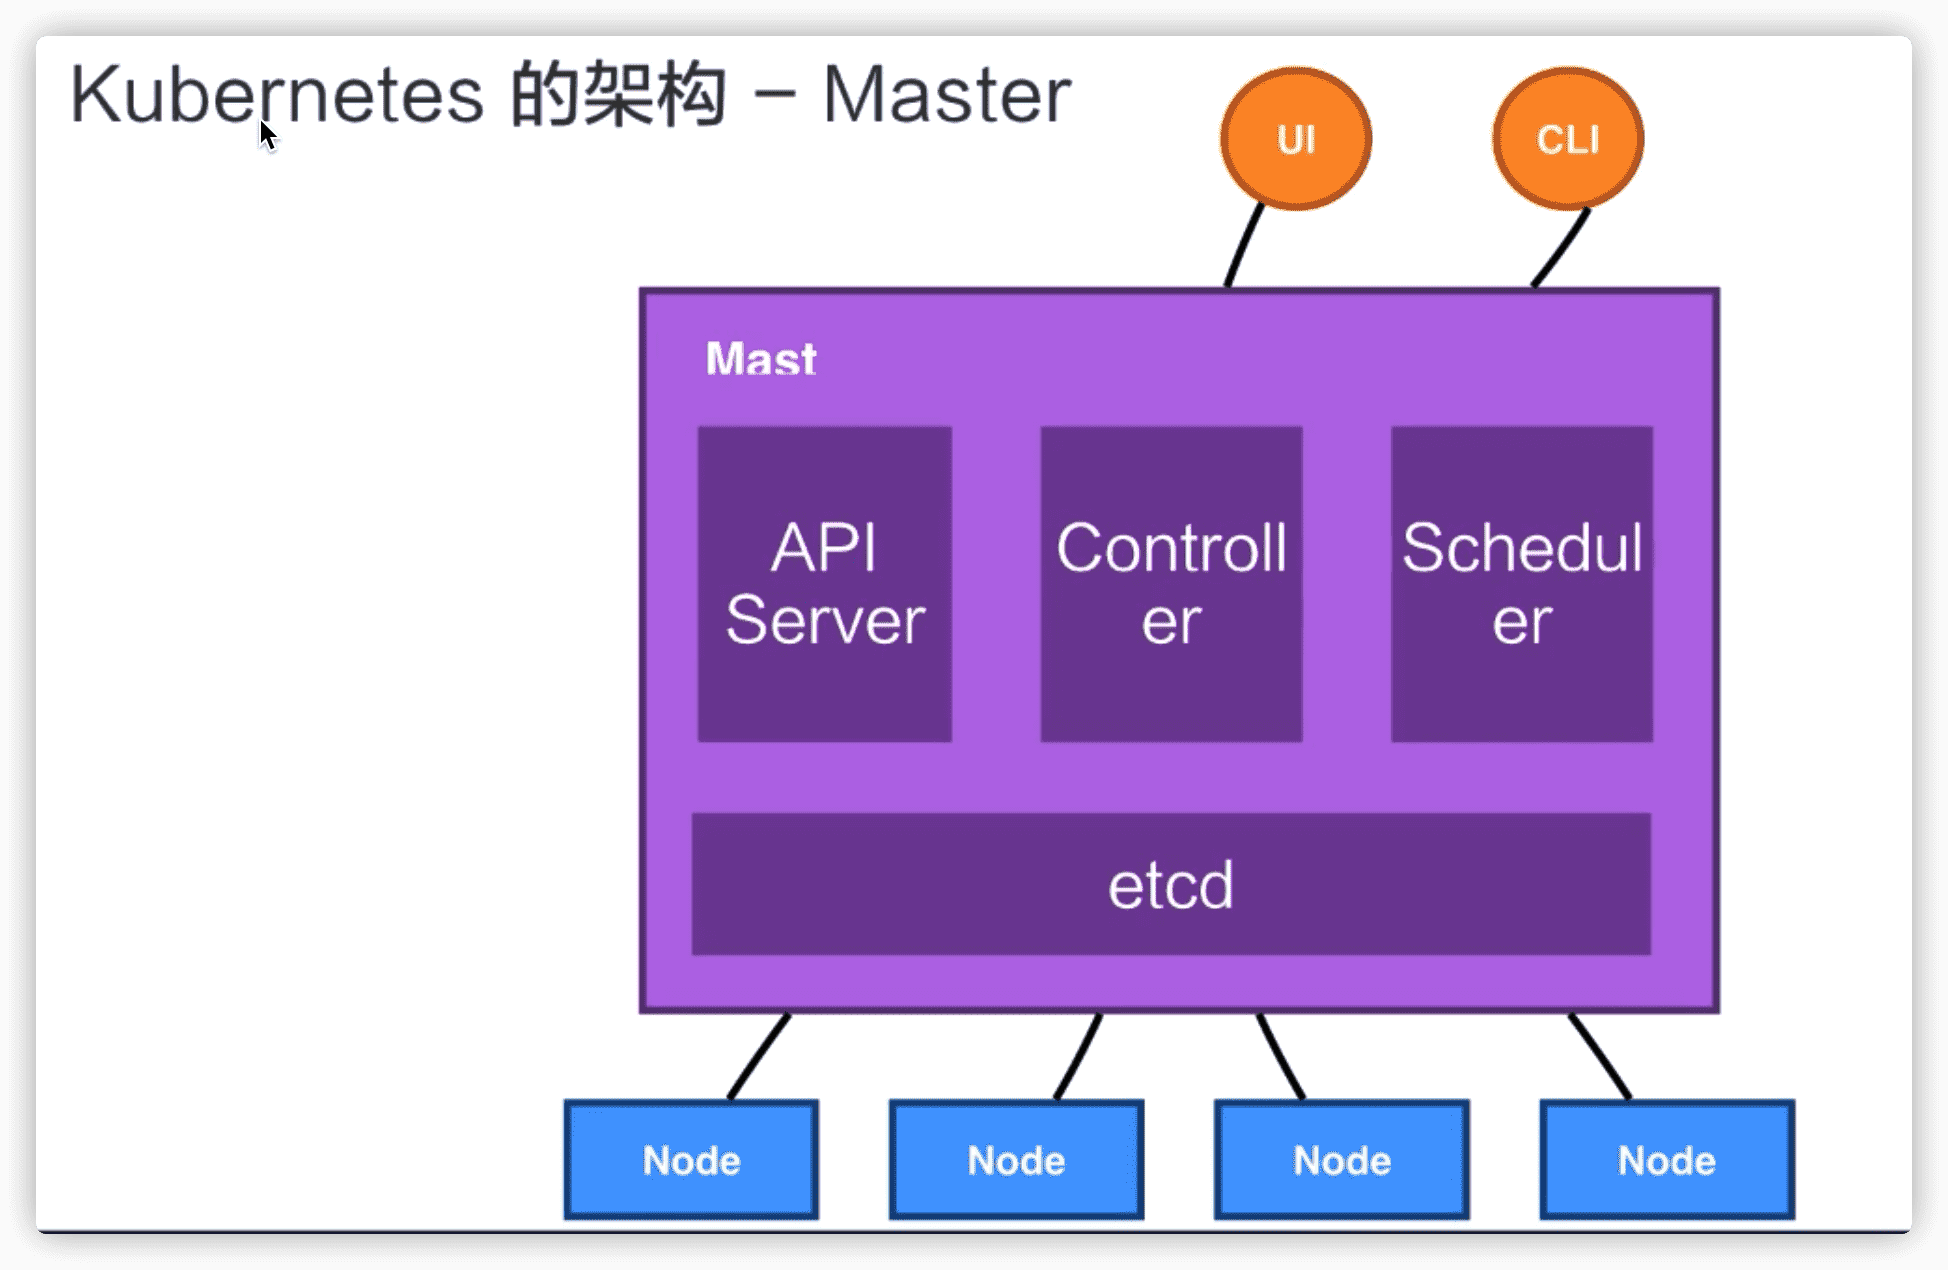 Kubernetes 的架构 – Master
UI
CLI
Mast
API
Server
Controll
er
Schedul
er
etcd
Node
Node
Node
Node